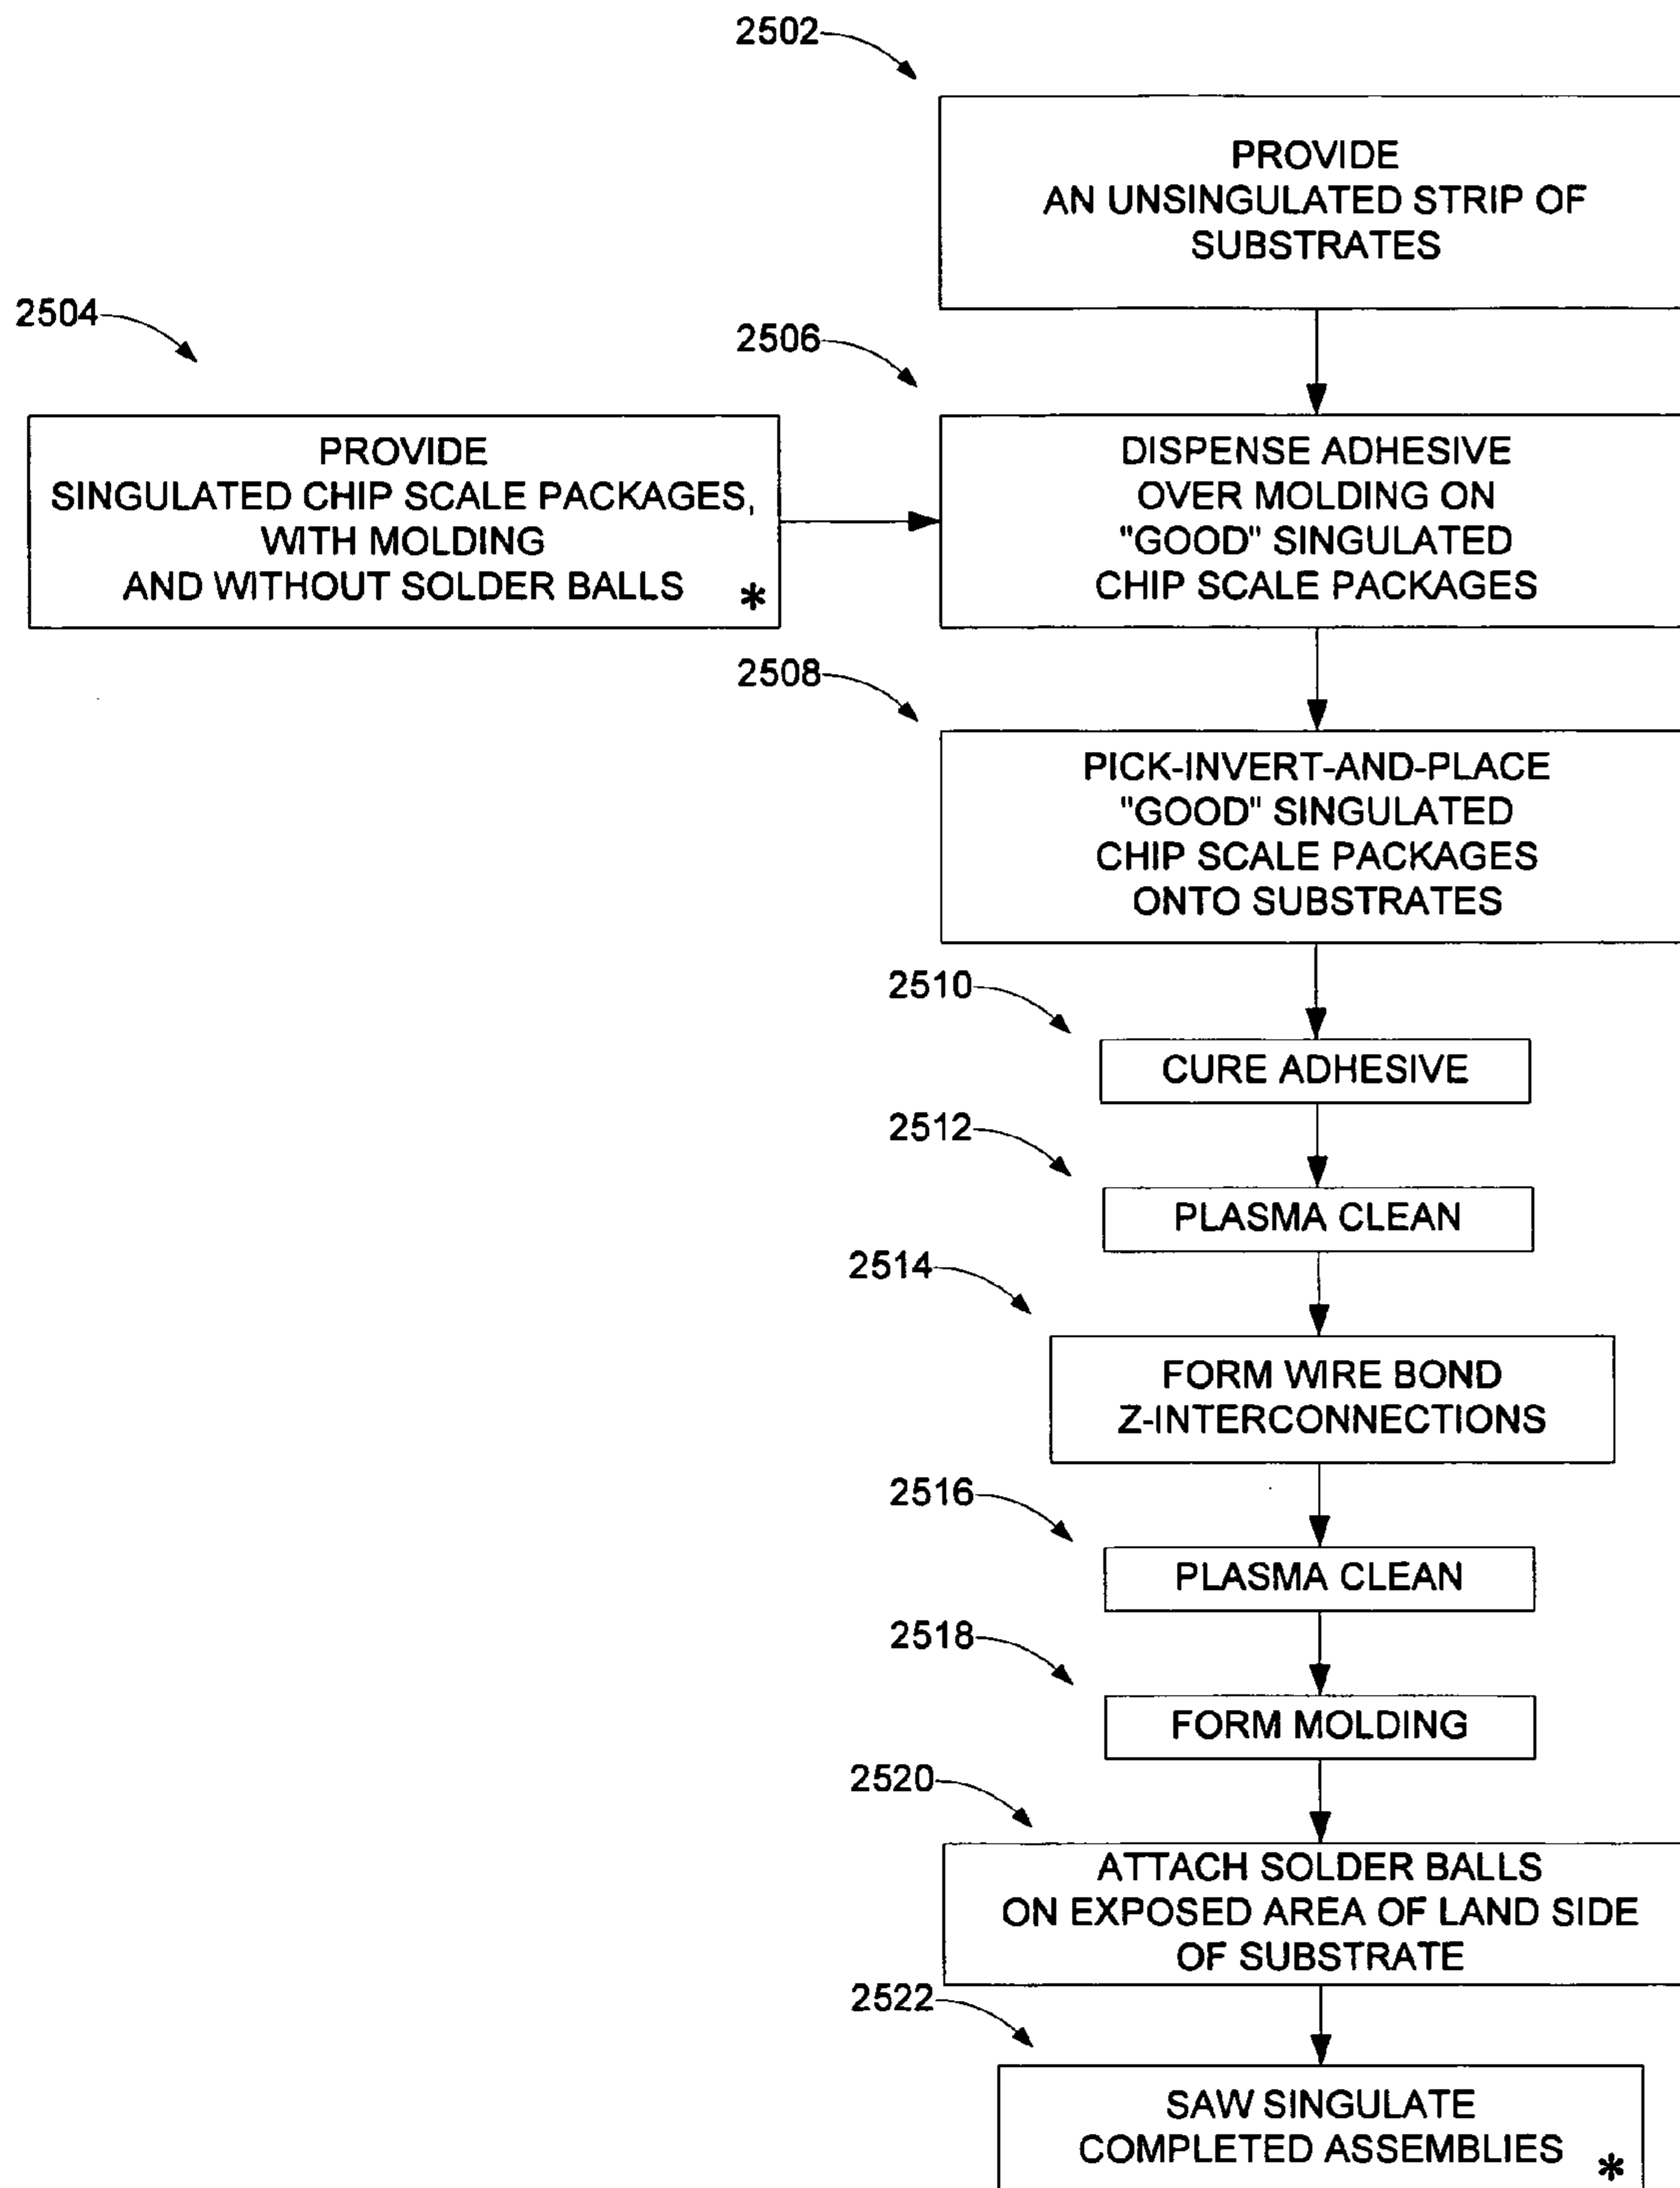 2502
PROVIDE
AN UNSINGULATED STRIP OF
SUBSTRATES
2504
PROVIDE
SINGULATED CHIP SCALE PACKAGES,
WITH MOLDING
AND WITHOUT SOLDER BALLS *
2506
DISPENSE ADHESIVE
OVER MOLDING ON
"GOOD" SINGULATED
CHIP SCALE PACKAGES
2508
PICK-INVERT-AND-PLACE
"GOOD" SINGULATED
CHIP SCALE PACKAGES
ONTO SUBSTRATES
2510
CURE ADHESIVE
2512
PLASMA CLEAN
2514
FORM WIRE BOND
Z-INTERCONNECTIONS
2516
PLASMA CLEAN
2518
FORM MOLDING
2520
ATTACH SOLDER BALLS
ON EXPOSED AREA OF LAND SIDE
OF SUBSTRATE
2522
SAW SINGULATE
COMPLETED ASSEMBLIES *